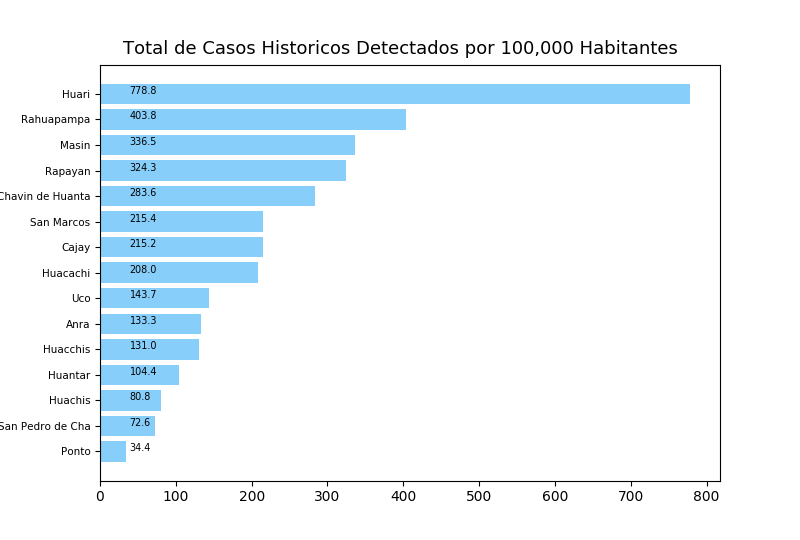 Total de Casos Historicos Detectados por 100,000 Habitantes
Huari 778.8
Rahuapampa 403.8
Masin 336.5
Rapayan 324.3
Chavin de Huanta 283.6
San Marcos 215.4
Cajay 215.2
Huacachi 208.0
Uco 143.7
Anra 133.3
Huacchis 131.0
Huantar 104.4
Huachis 80.8
San Pedro de Cha 72.6
Ponto 34.4
0 100 200 300 400 500 600 700 800